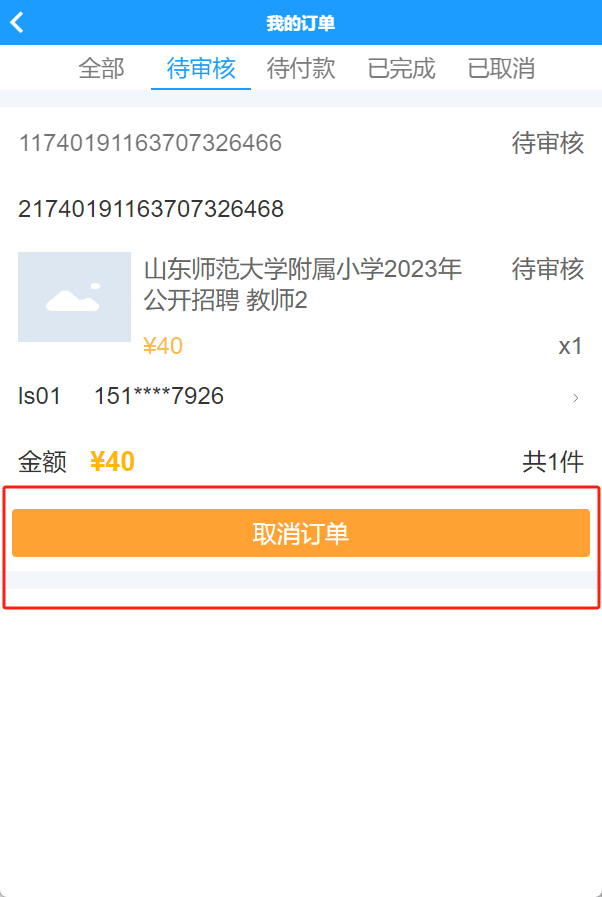 我的订单
全部 待审核 待付款 已完成 已取消
11740191163707326466 待审核
21740191163707326468
山东师范大学附属小学2023年 待审核
公开招聘 教师2
¥40 x1
ls01 151****7926
金额 ¥40 共1件
取消订单